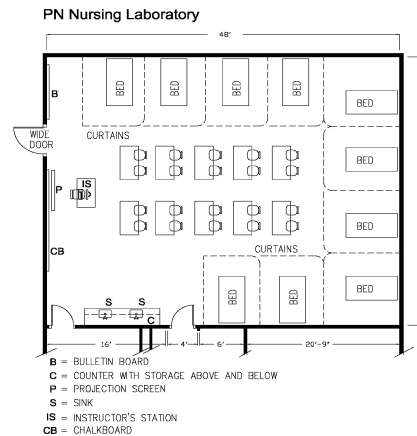 PN Nursing Laboratory
48'
BED
BED
BED
BED
B
BED
WIDE
DOOR
CURTAINS
BED
IS
P
P
BED
CB
CURTAINS
BED
BED
BED
S
S
C
16'
4'
6'
20'-9"
B = BULLETIN BOARD
C = COUNTER WITH STORAGE ABOVE AND BELOW
P = PROJECTION SCREEN
S = SINK
IS = INSTRUCTOR'S STATION
CB = CHALKBOARD